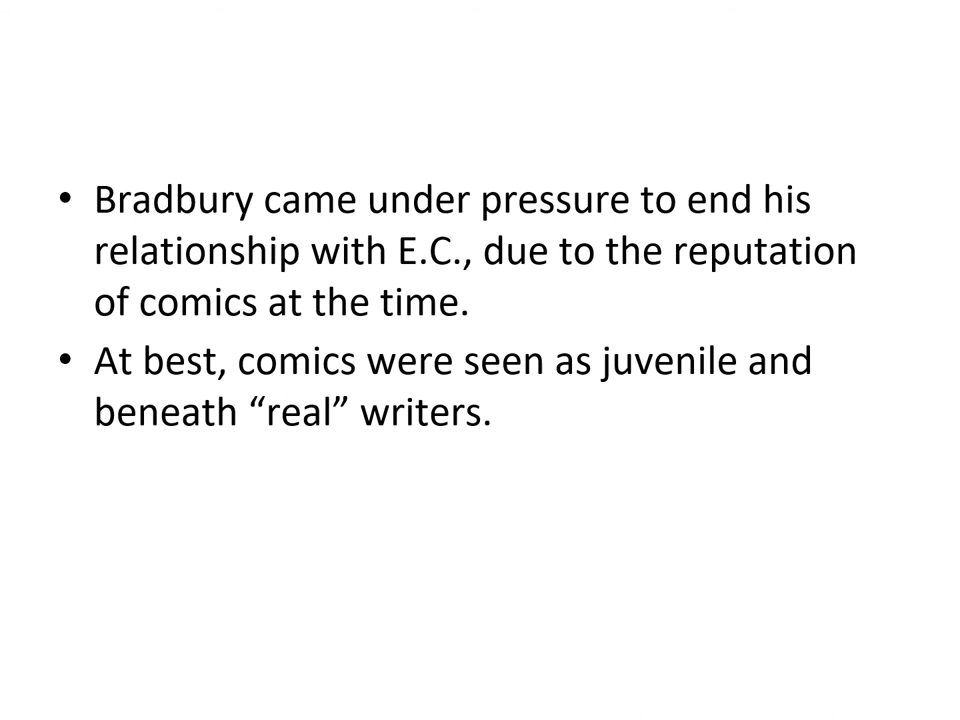 • Bradbury came under pressure to end his
relationship with E.C., due to the reputation
of comics at the time.
• At best, comics were seen as juvenile and
beneath “real” writers.